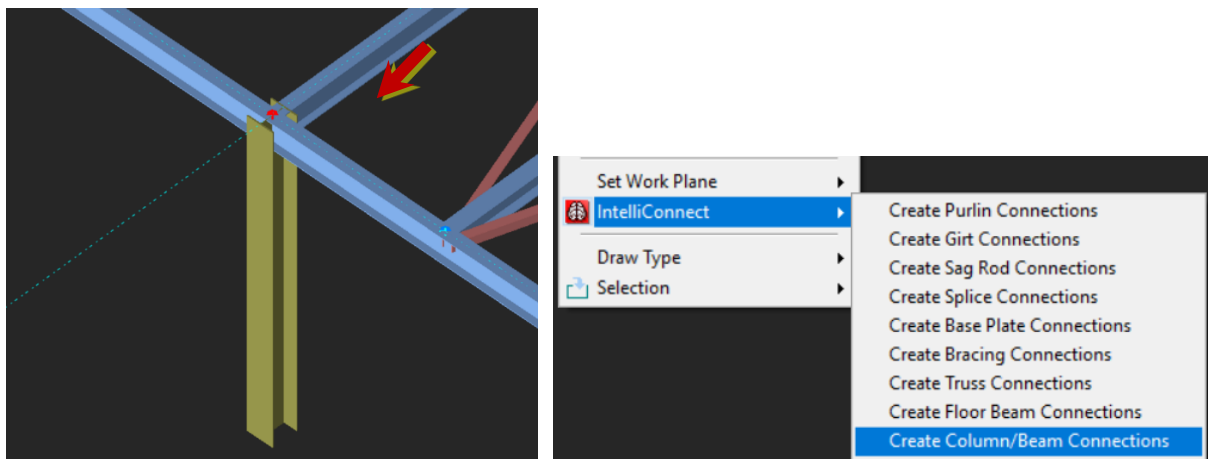 Set Work Plane
IntelliConnect
Draw Type
Selection
Create Purlin Connections
Create Girt Connections
Create Sag Rod Connections
Create Splice Connections
Create Base Plate Connections
Create Bracing Connections
Create Truss Connections
Create Floor Beam Connections
Create Column/Beam Connections